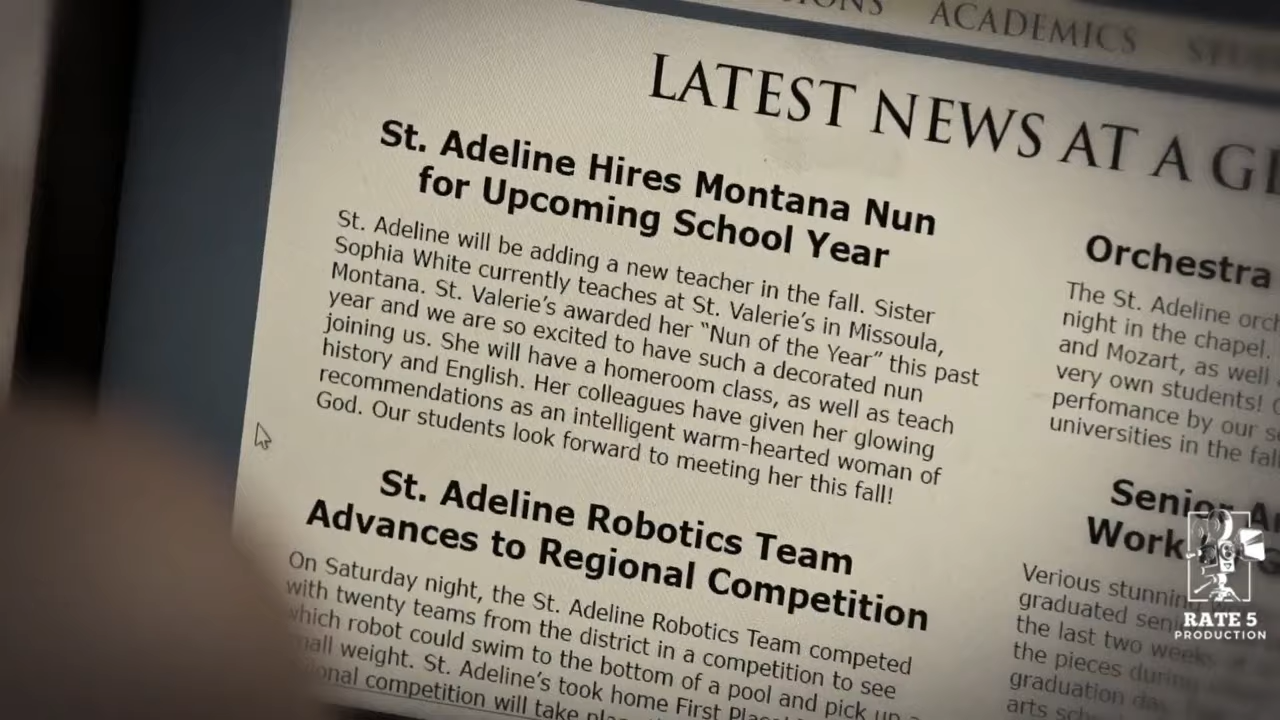 ACADEMICS
LATEST NEWS AT A
St. Adeline Hires Montana Nun
for Upcoming School Year
St. Adeline will be adding a new teacher in the fall. Sister
Sophia White currently teaches at St. Valerie's in Missoula,
Montana. St. Valerie's awarded her "Nun of the Year" this past
year and we are so excited to have such a decorated nun
joining us. She will have a homeroom class, as well as teach
history and English. Her colleagues have given her glowing
recommendations as an intelligent warm-hearted woman of
God. Our students look forward to meeting her this fall!
St. Adeline Robotics Team
Advances to Regional Competition
On Saturday night, the St. Adeline Robotics Team competed
with twenty teams from the district in a competition to see
which robot could swim to the bottom of a pool and pick up
weight. St. Adeline's took home First
competition will take
Orchestra
The St. Adeline
night in the chapel.
and Mozart, as well
very own students!
perfomance by our
universities in the fall
Senior
Work
Verious stunning
graduated
the last two weeks
the pieces during
graduation
arts
RATE 5
PRODUCTION